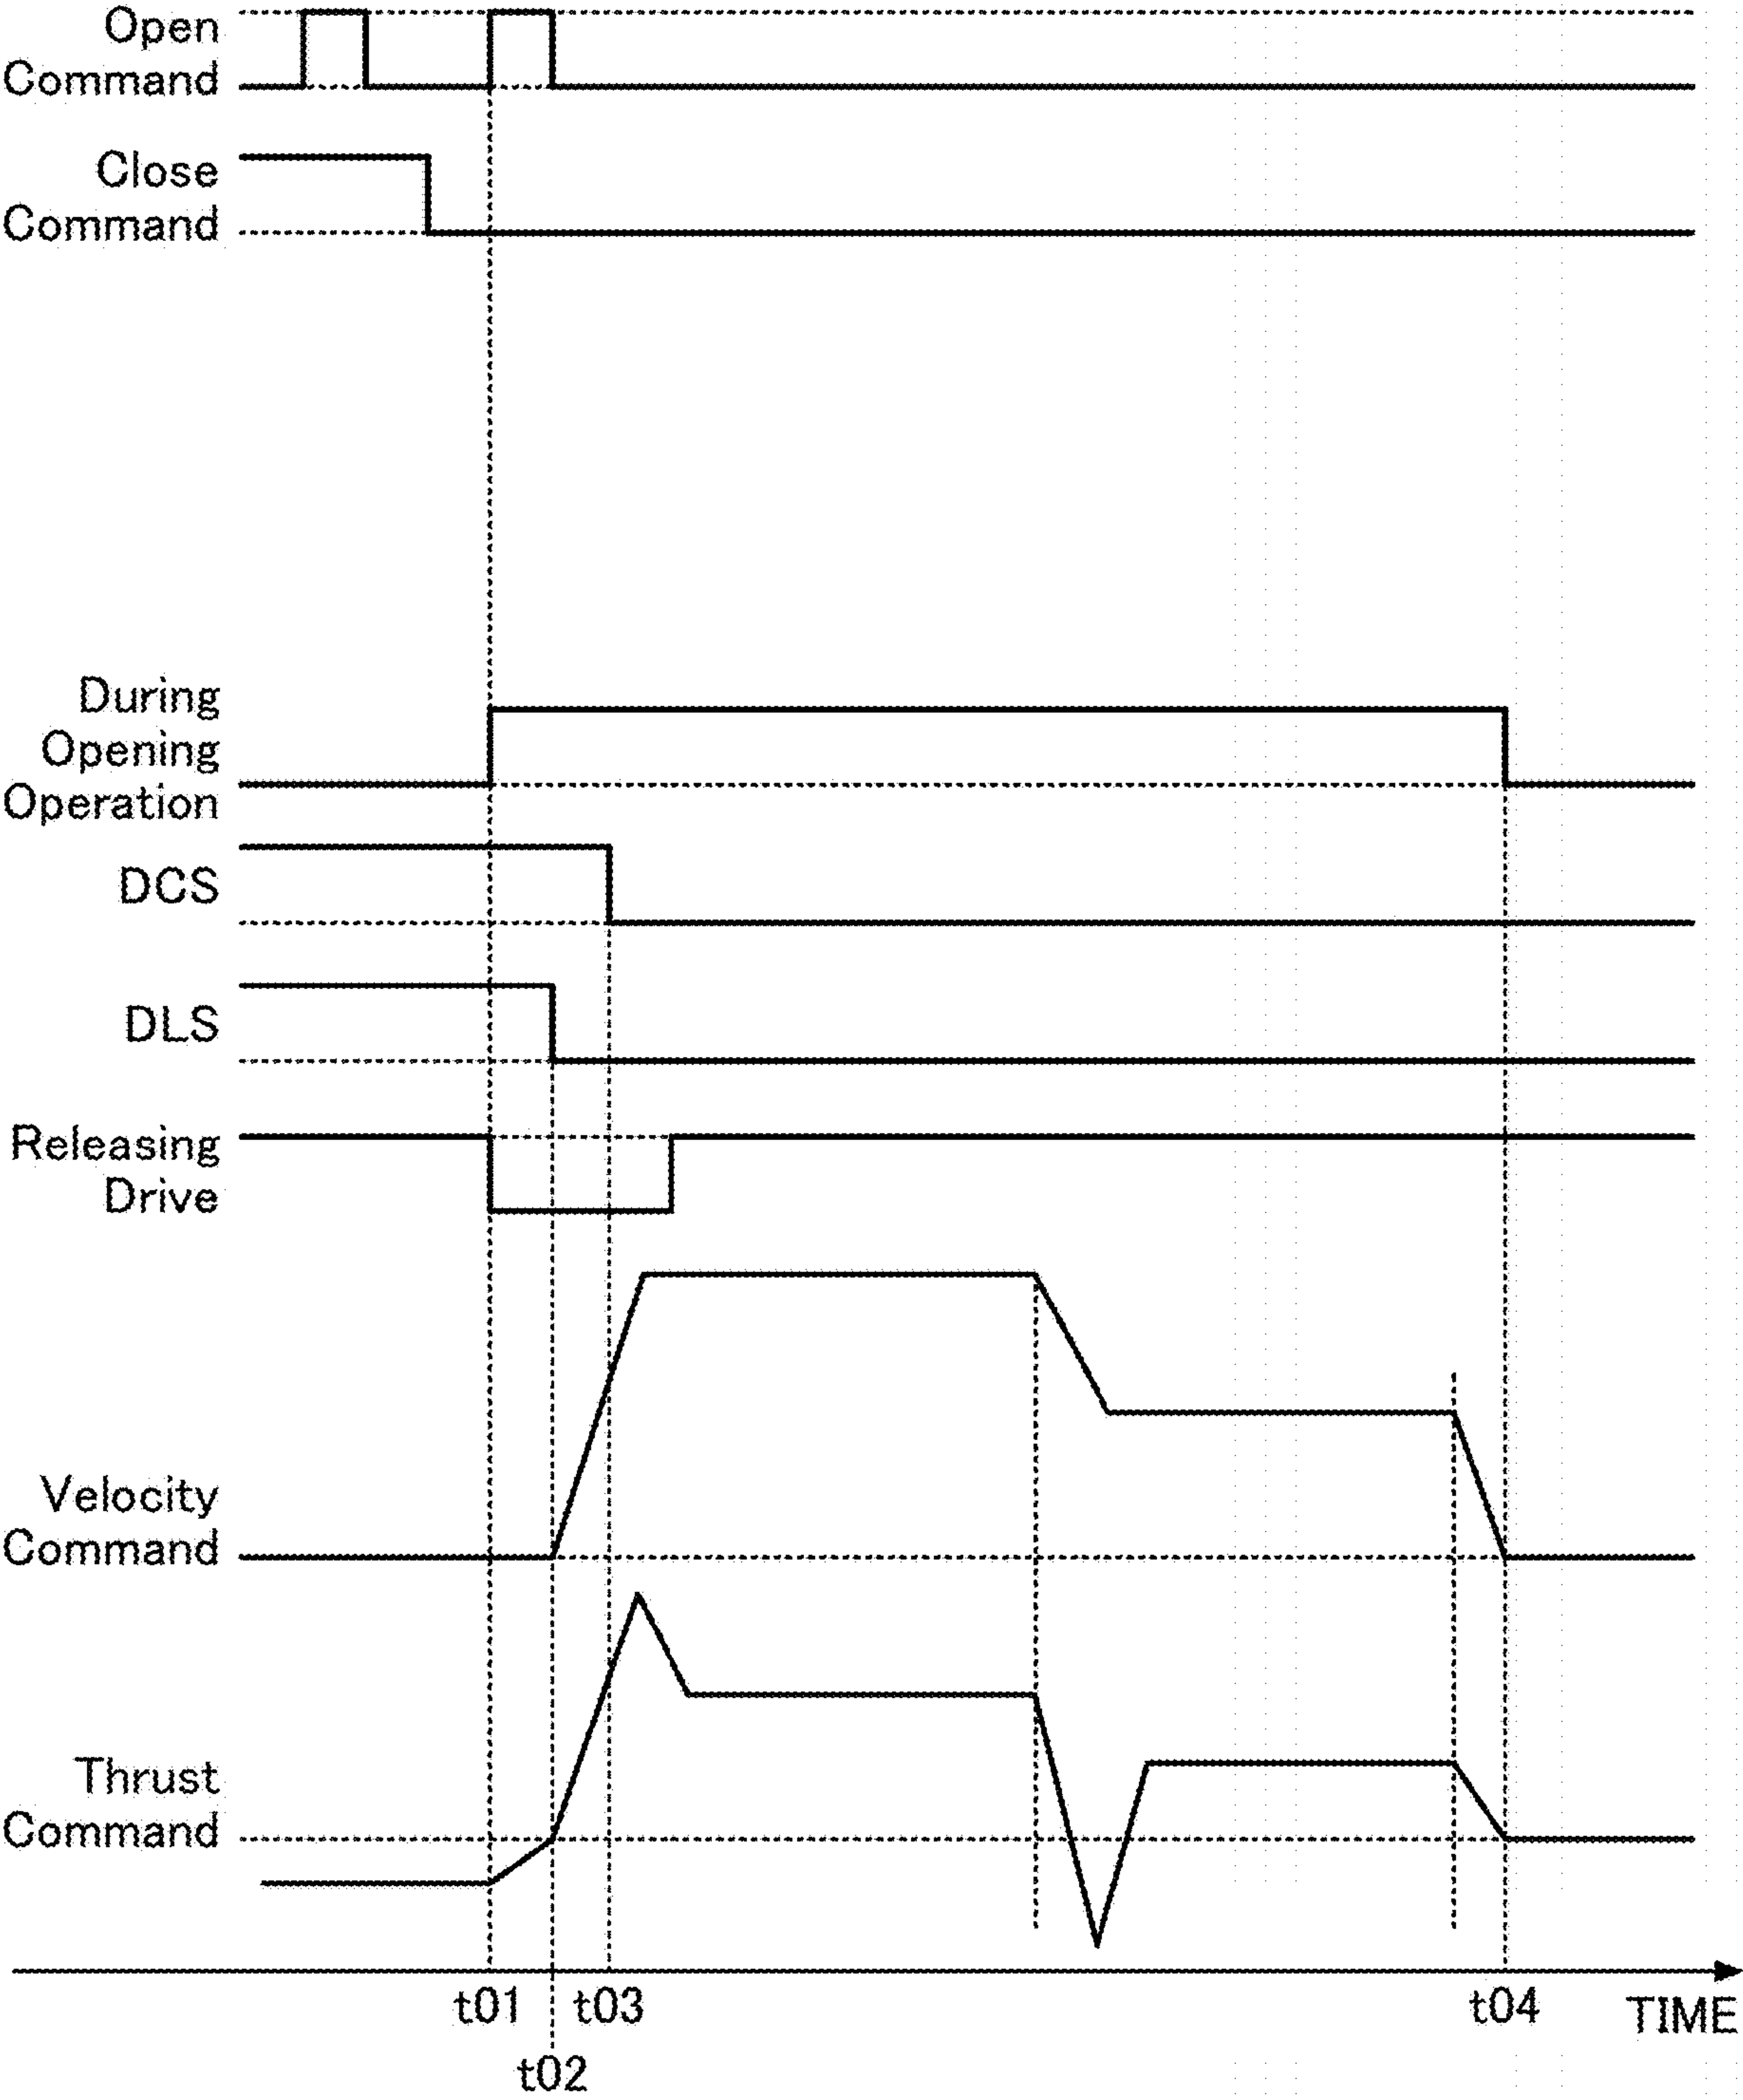 Open
Command
Close
Command
During
Opening
Operation
DCS
DLS
Releasing
Drive
Velocity
Command
Thrust
Command
t01
t03
t04
TIME
t02